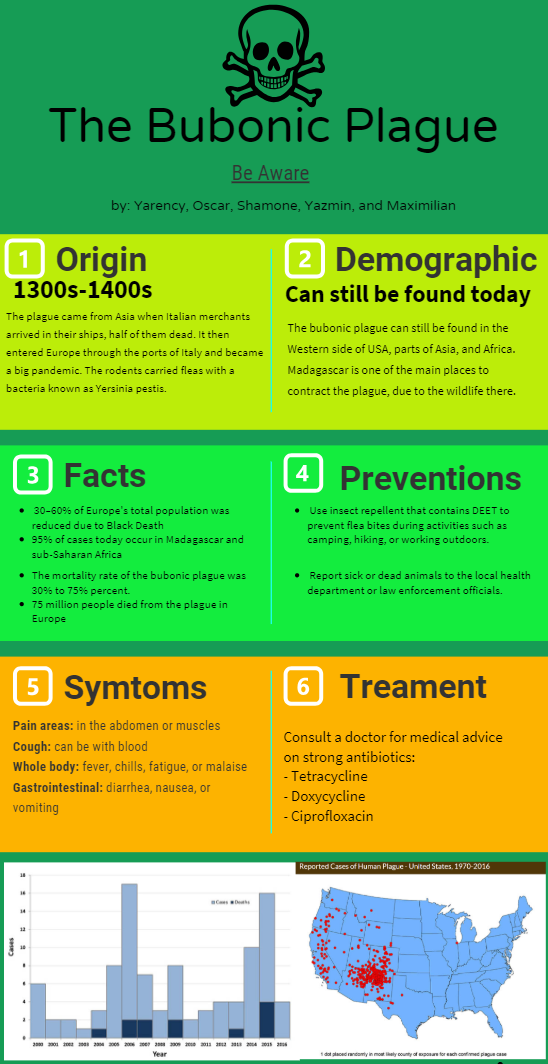 The Bubonic Plague
Be Aware
by: Yarency, Oscar, Shamone, Yazmin, and Maximilian
1 Origin
1300s-1400s
The plague came from Asia when Italian merchants
arrived in their ships, half of them dead. It then
entered Europe through the ports of Italy and became
a big pandemic. The rodents carried fleas with a
bacteria known as Yersinia pestis.
2 Demographic
Can still be found today
The bubonic plague can still be found in the
Western side of USA, parts of Asia, and Africa.
Madagascar is one of the main places to
contract the plague, due to the wildlife there.
3 Facts
• 30–60% of Europe's total population was
reduced due to Black Death
• 95% of cases today occur in Madagascar and
sub-Saharan Africa
• The mortality rate of the bubonic plague was
30% to 75% percent.
• 75 million people died from the plague in
Europe
4 Preventions
• Use insect repellent that contains DEET to
prevent flea bites during activities such as
camping, hiking, or working outdoors.
• Report sick or dead animals to the local health
department or law enforcement officials.
5 Symtoms
Pain areas: in the abdomen or muscles
Cough: can be with blood
Whole body: fever, chills, fatigue, or malaise
Gastrointestinal: diarrhea, nausea, or
vomiting
6 Treament
Consult a doctor for medical advice
on strong antibiotics:
- Tetracycline
- Doxycycline
- Ciprofloxacin
18
16
14
12
10
8
6
4
2
0
Cases
Cases Deaths
2000 2001 2002 2003 2004 2005 2006 2007 2008 2009 2010 2011 2012 2013 2014 2015 2016
Year
Reported Cases of Human Plague - United States, 1970-2016
1 dot placed randomly in most likely county of exposure for each confirmed plague case